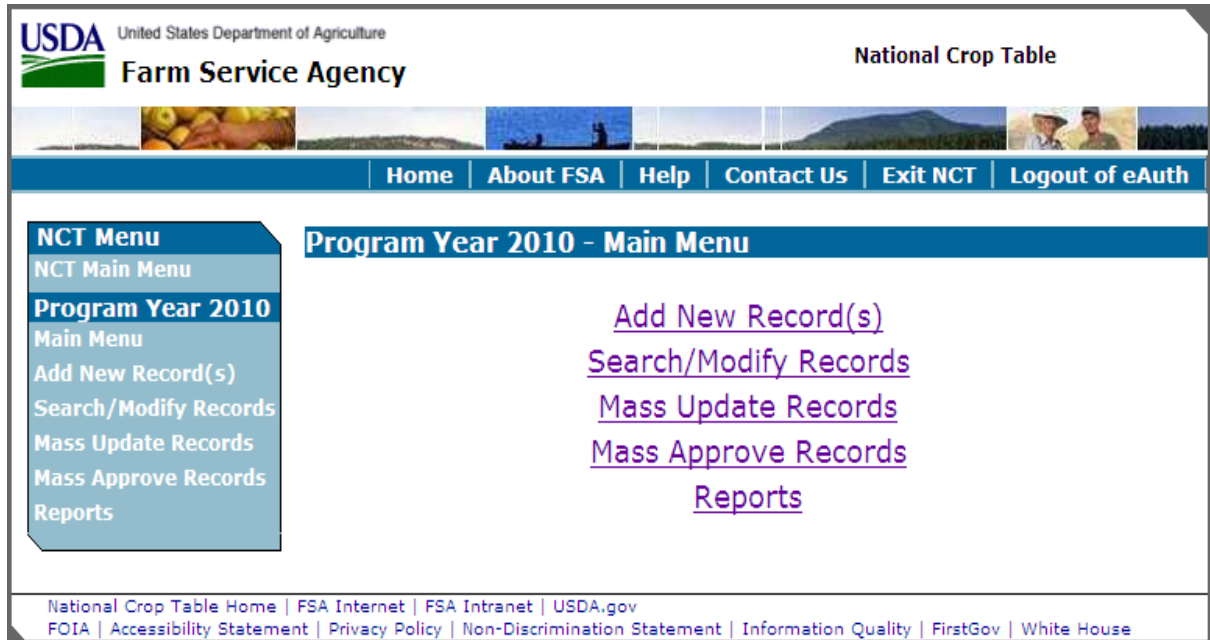 USDA United States Department of Agriculture
Farm Service Agency
National Crop Table
Home | About FSA | Help | Contact Us | Exit NCT | Logout of eAuth
NCT Menu
NCT Main Menu
Program Year 2010
Main Menu
Add New Record(s)
Search/Modify Records
Mass Update Records
Mass Approve Records
Reports
Program Year 2010 - Main Menu
Add New Record(s)
Search/Modify Records
Mass Update Records
Mass Approve Records
Reports
National Crop Table Home | FSA Internet | FSA Intranet | USDA.gov
FOIA | Accessibility Statement | Privacy Policy | Non-Discrimination Statement | Information Quality | FirstGov | White House